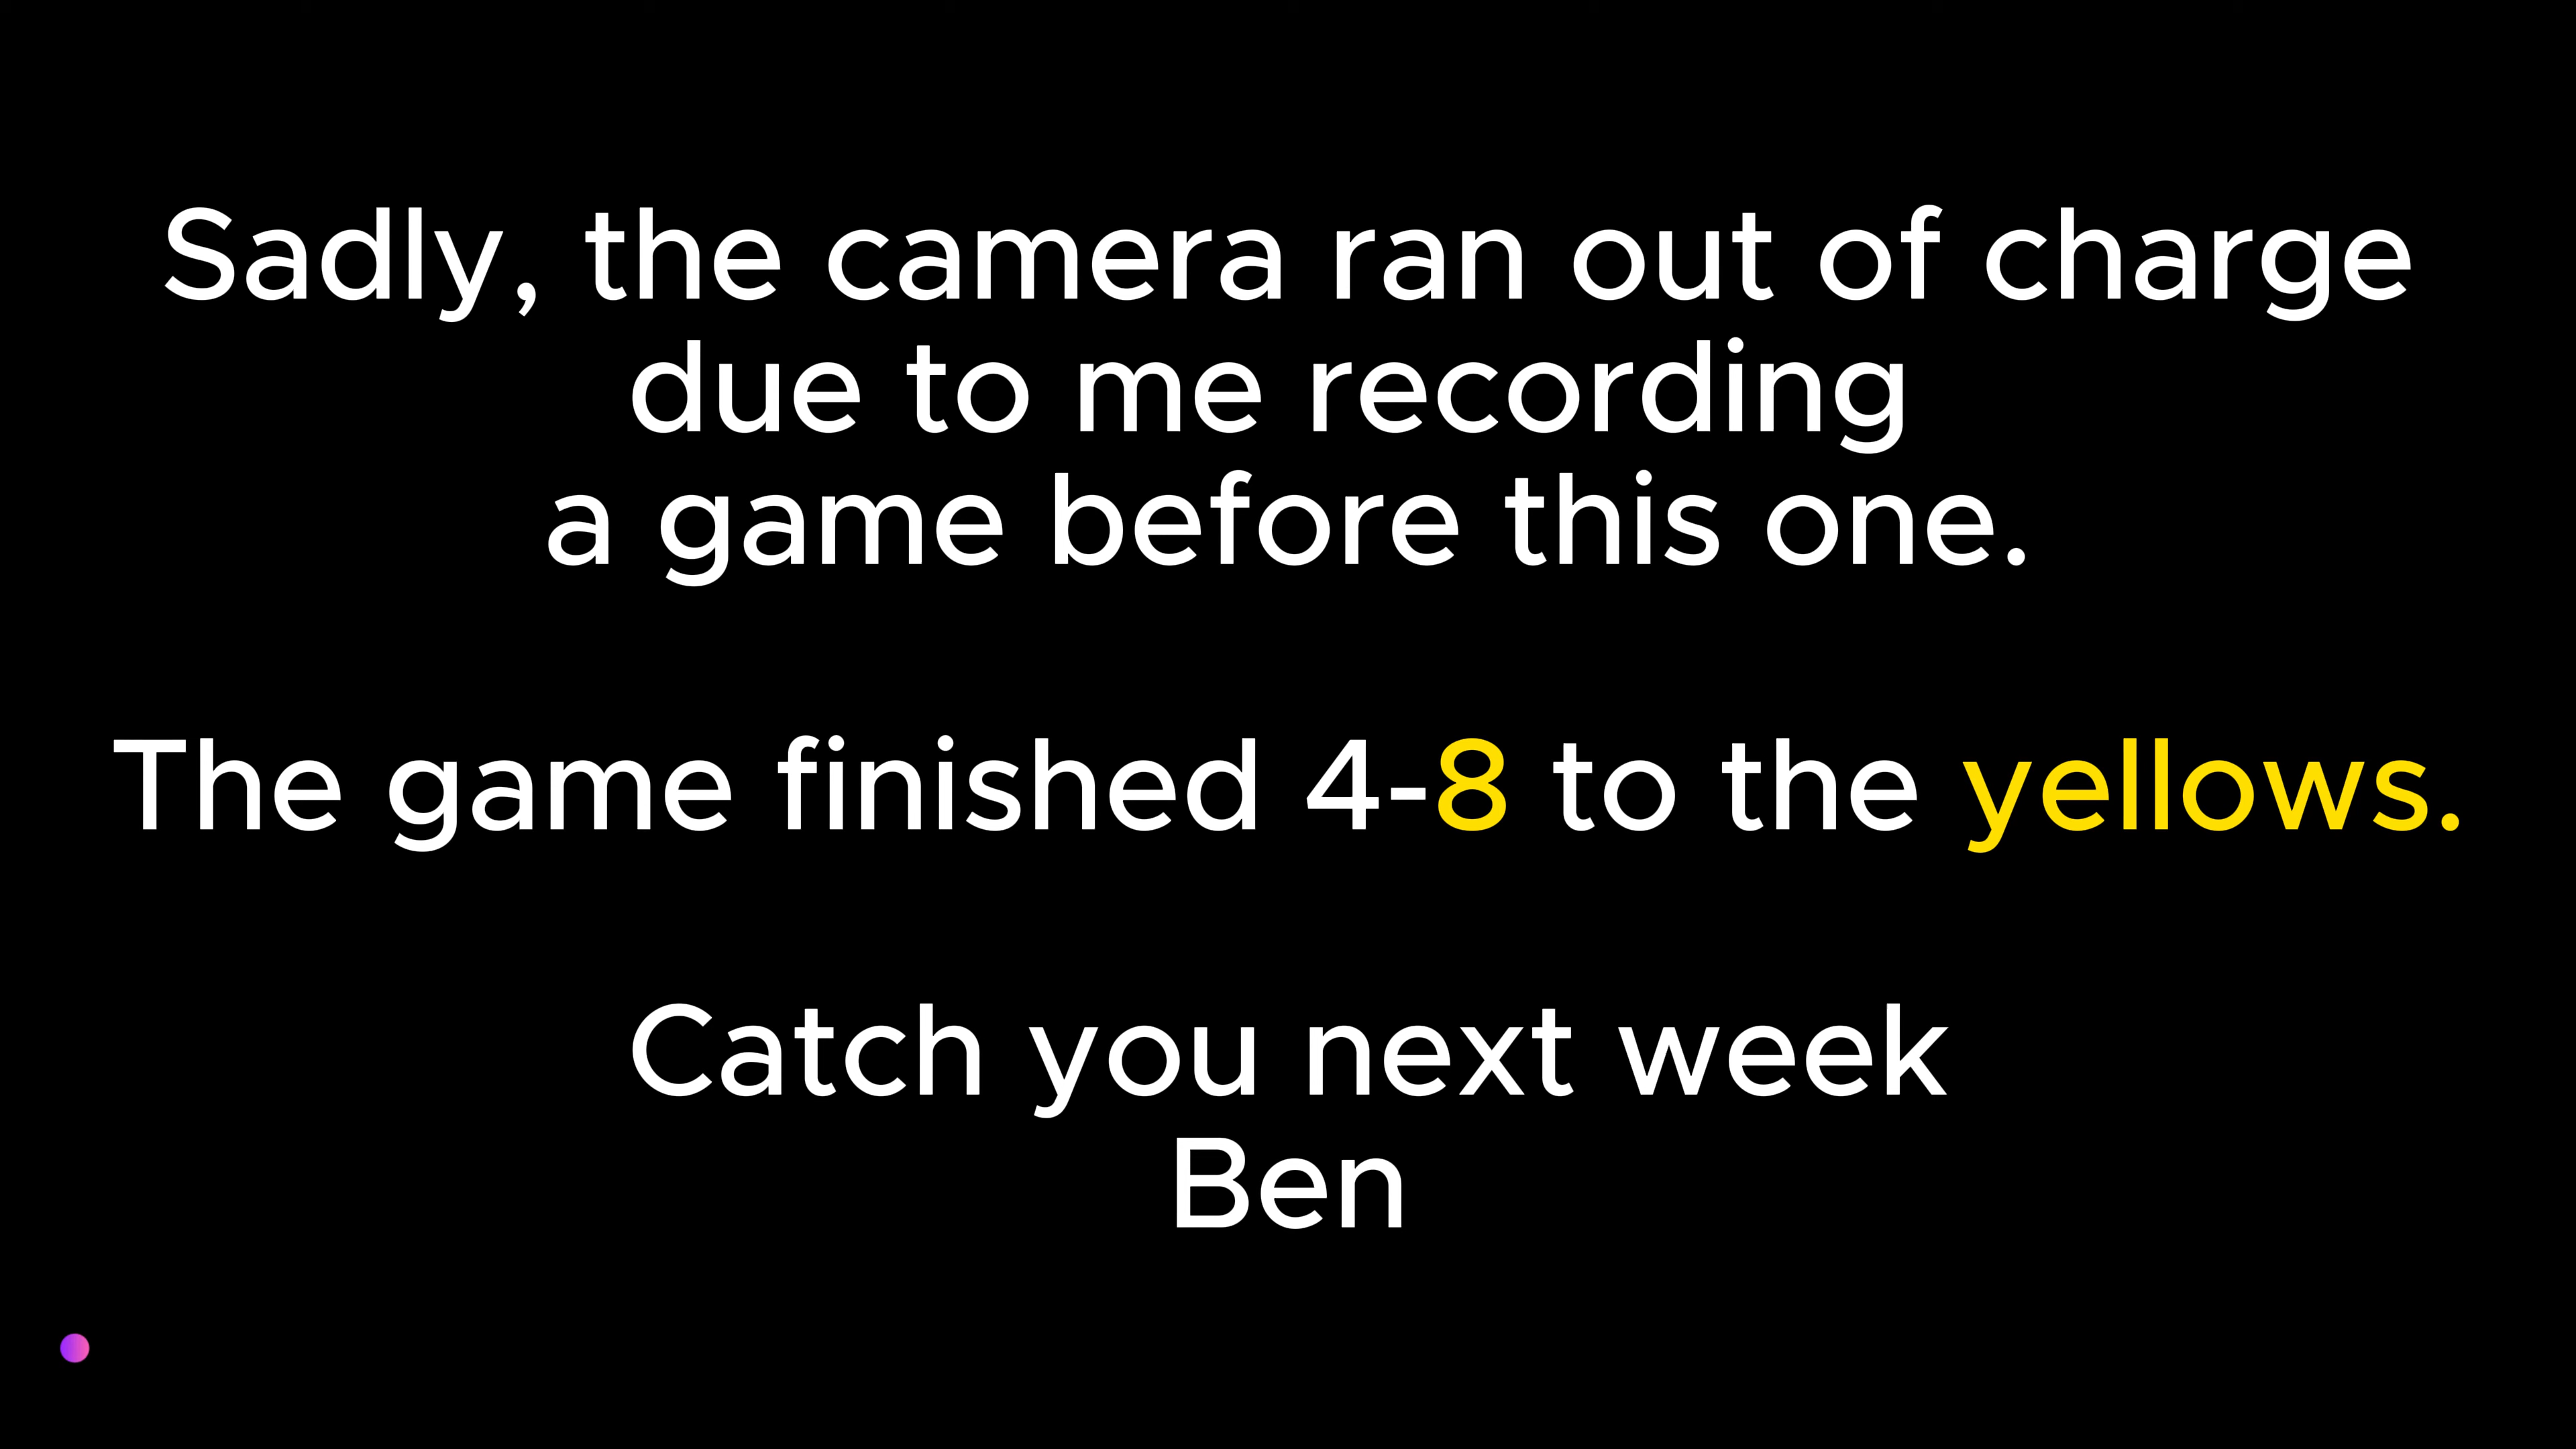 Sadly, the camera ran out of charge
due to me recording
a game before this one.
The game finished 4-8 to the yellows.
Catch you next week
Ben